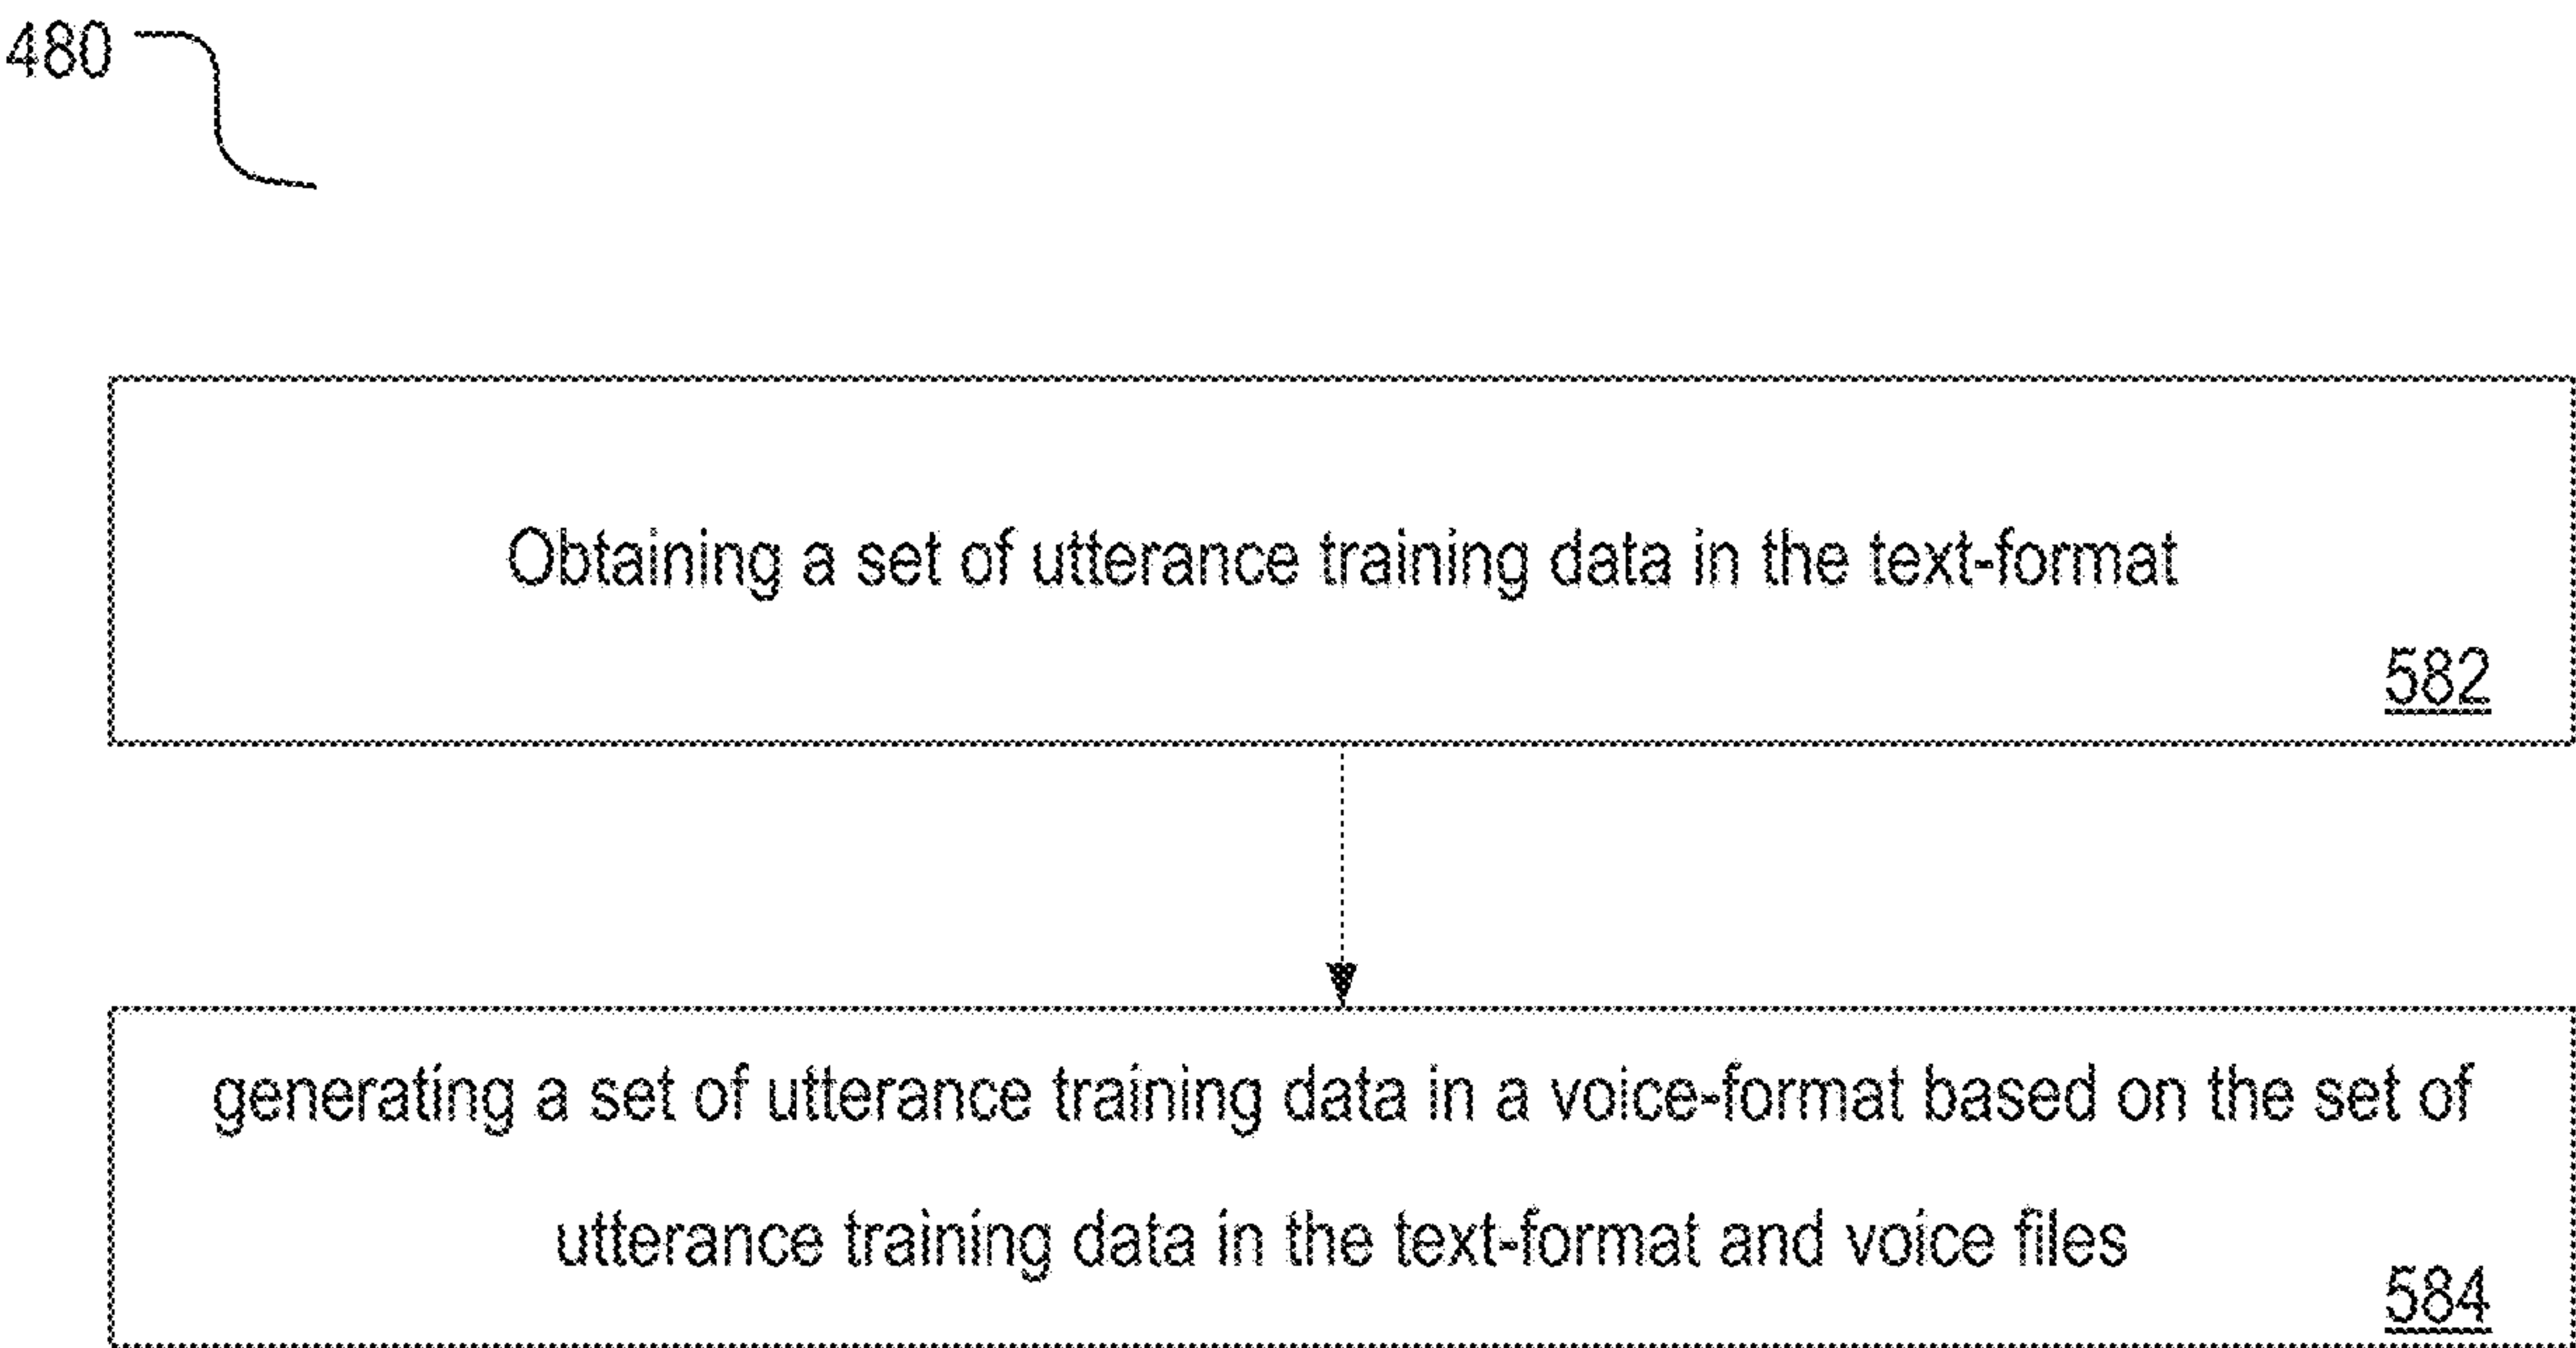 480
Obtaining a set of utterance training data in the text-format
582
generating a set of utterance training data in a voice-format based on the set of
utterance training data in the text-format and voice files
584